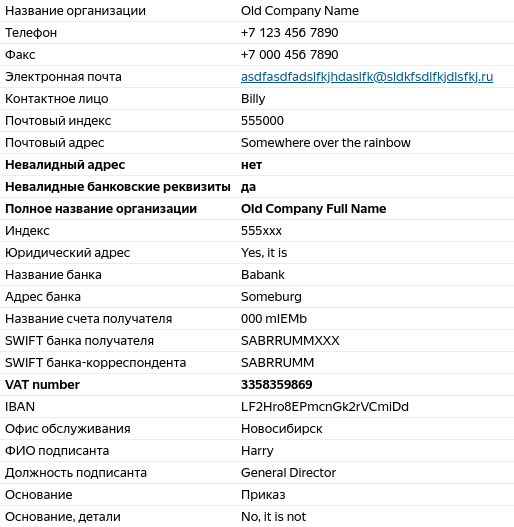 Название организации Old Company Name
Телефон +7 123 456 7890
Факс +7 000 456 7890
Электронная почта asdfasdfadslfkjhdaslfk@sldkfsdlfkjdlsfkj.ru
Контактное лицо Billy
Почтовый индекс 555000
Почтовый адрес Somewhere over the rainbow
Невалидный адрес нет
Невалидные банковские реквизиты да
Полное название организации Old Company Full Name
Индекс 555xxx
Юридический адрес Yes, it is
Название банка Babank
Адрес банка Someburg
Название счета получателя 000 mlEMb
SWIFT банка получателя SABRRUMMXXX
SWIFT банка-корреспондента SABRRUMM
VAT number 3358359869
IBAN LF2Hro8EPmcnGk2rVCmiDd
Офис обслуживания Новосибирск
ФИО подписанта Harry
Должность подписанта General Director
Основание Приказ
Основание, детали No, it is not